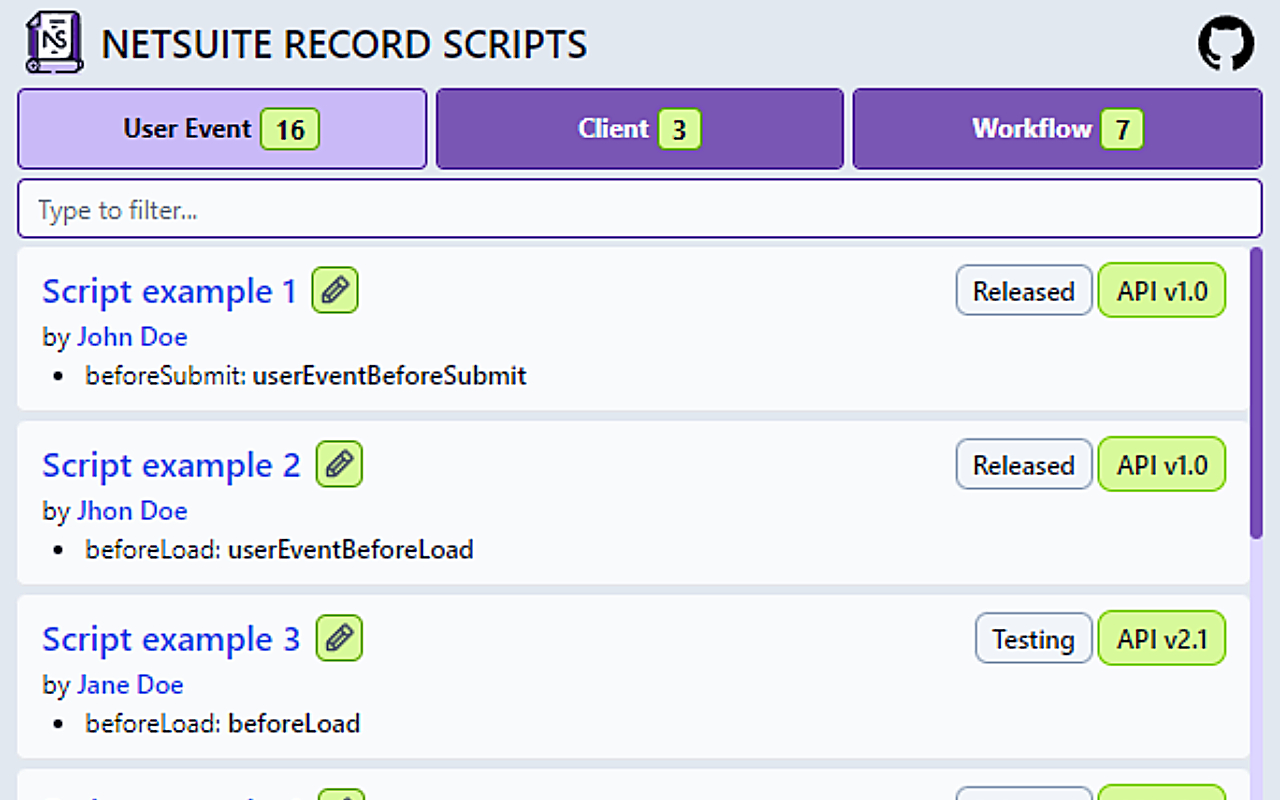 NS
NETSUITE RECORD SCRIPTS
User Event 16
Client 3
Workflow 7
Type to filter...
Script example 1
Released
API v1.0
by John Doe
• beforeSubmit: userEventBeforeSubmit
Script example 2
Released
API v1.0
by Jhon Doe
• beforeLoad: userEventBeforeLoad
Script example 3
Testing
API v2.1
by Jane Doe
• beforeLoad: beforeLoad